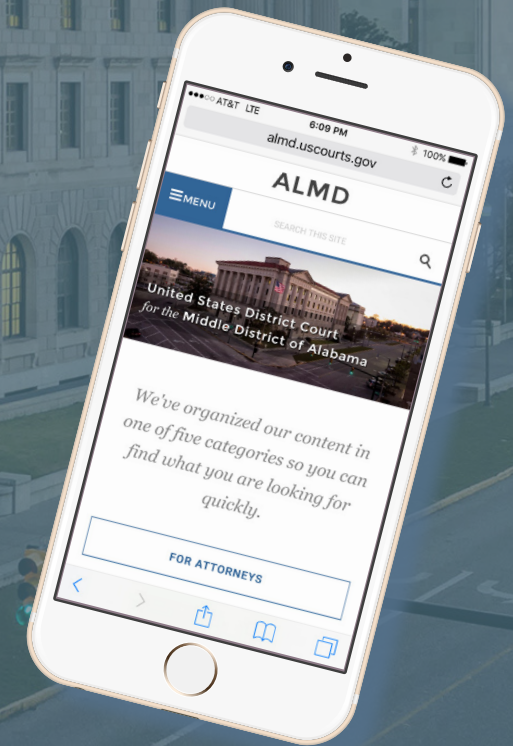 AT&T LTE
6:09 PM
100%
almd.uscourts.gov
ALMD
MENU
SEARCH THIS SITE
United States District Court
for the Middle District of Alabama
We've organized our content in
one of five categories so you can
find what you are looking for
quickly.
FOR ATTORNEYS